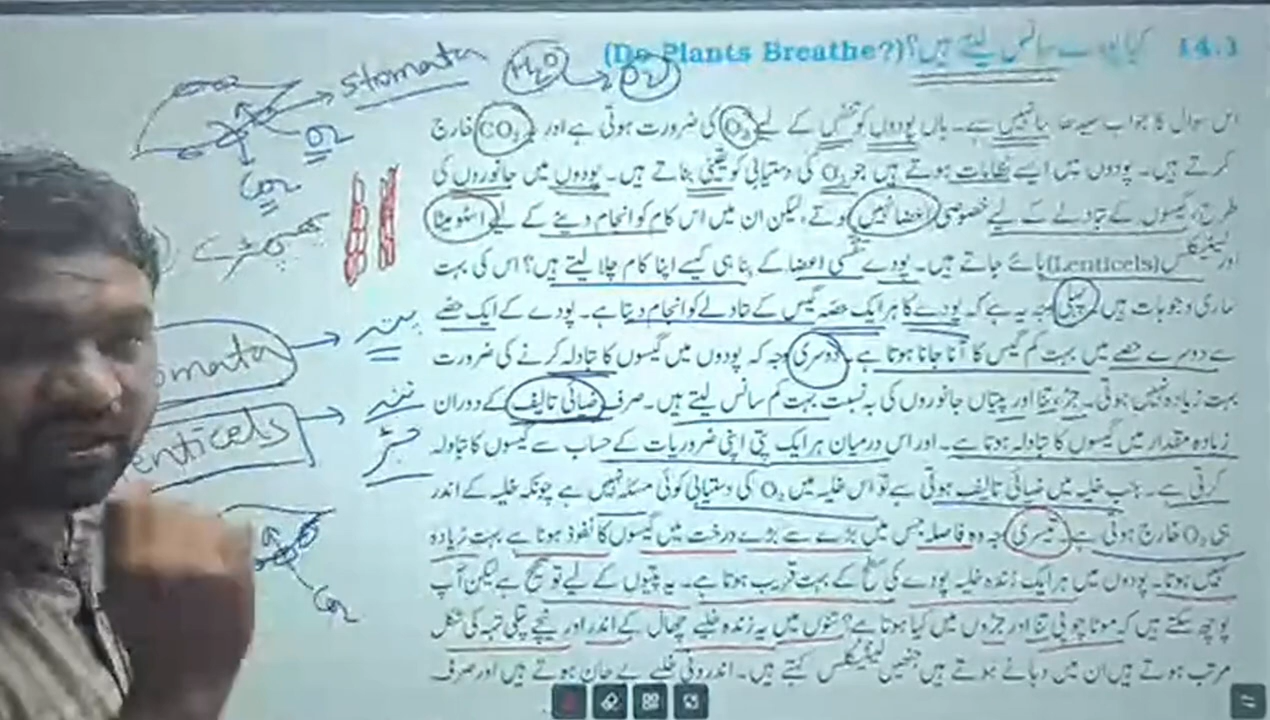 14.1 کیا پودے سانس لیتے ہیں؟ (Do Plants Breathe?)
اس سوال کا جواب سیدھا سا نہیں ہے۔ ہاں پودوں کو تنفس کے لیے O₂ کی ضرورت ہوتی ہے اور CO₂ خارج
کرتے ہیں۔ پودوں میں ایسے نظامات ہوتے ہیں جو O₂ کی دستیابی کو یقینی بناتے ہیں۔ پودوں میں جانوروں کی
طرح، گیسوں کے تبادلے کے لیے خصوصی اعضا نہیں ہوتے، لیکن ان میں اس کام کو انجام دینے کے لیے اسٹومیٹا
اور لینٹیکلس (Lenticels) پائے جاتے ہیں۔ پودے تنفسی اعضا کے بنا ہی کیسے اپنا کام چلا لیتے ہیں؟ اس کی بہت
ساری وجوہات ہیں پہلی وجہ یہ ہے کہ پودے کا ہر ایک حصہ گیس کے تبادلے کو انجام دیتا ہے۔ پودے کے ایک حصے
سے دوسرے حصے میں بہت کم گیس کا آنا جانا ہوتا ہے۔ دوسری وجہ کہ پودوں میں گیسوں کا تبادلہ کرنے کی ضرورت
بہت زیادہ نہیں ہوتی۔ جڑ، تنا اور پتیاں جانوروں کی بہ نسبت بہت کم سانس لیتے ہیں۔ صرف ضیائی تالیف کے دوران
زیادہ مقدار میں گیسوں کا تبادلہ ہوتا ہے۔ اور اس درمیان ہر ایک پتی اپنی ضروریات کے حساب سے گیسوں کا تبادلہ
کرتی ہے۔ جب خلیہ میں ضیائی تالیف ہوتی ہے تو اس خلیہ میں O₂ کی دستیابی کوئی مسئلہ نہیں ہے چونکہ خلیہ کے اندر
ہی O₂ خارج ہوتی ہے۔ تیسری وجہ وہ فاصلہ جس میں بڑے سے بڑے درخت میں گیسوں کا نفوذ ہوتا ہے بہت زیادہ
نہیں ہوتا۔ پودوں میں ہر ایک زندہ خلیہ پودے کی سطح کے بہت قریب ہوتا ہے۔ یہ پتیوں کے لیے تو صحیح ہے لیکن آپ
پوچھ سکتے ہیں کہ موٹا چوبی تنا اور جڑوں میں کیا ہوتا ہے؟ تنوں میں یہ زندہ خلیے چھال کے اندر اور نیچے پتلی تہہ کی شکل
مرتب ہوتے ہیں ان میں دہانے ہوتے ہیں جنھیں لینٹیکلس کہتے ہیں۔ اندرونی خلیے بے جان ہوتے ہیں اور صرف
stomata
H₂O → O₂
O₂
CO₂
پھیپھڑے
omata → پتہ
enticels → تنہ
جڑ
CO₂